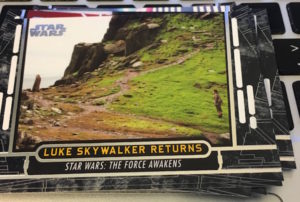 STAR
WARS
LUKE SKYWALKER RETURNS
STAR WARS: THE FORCE AWAKENS